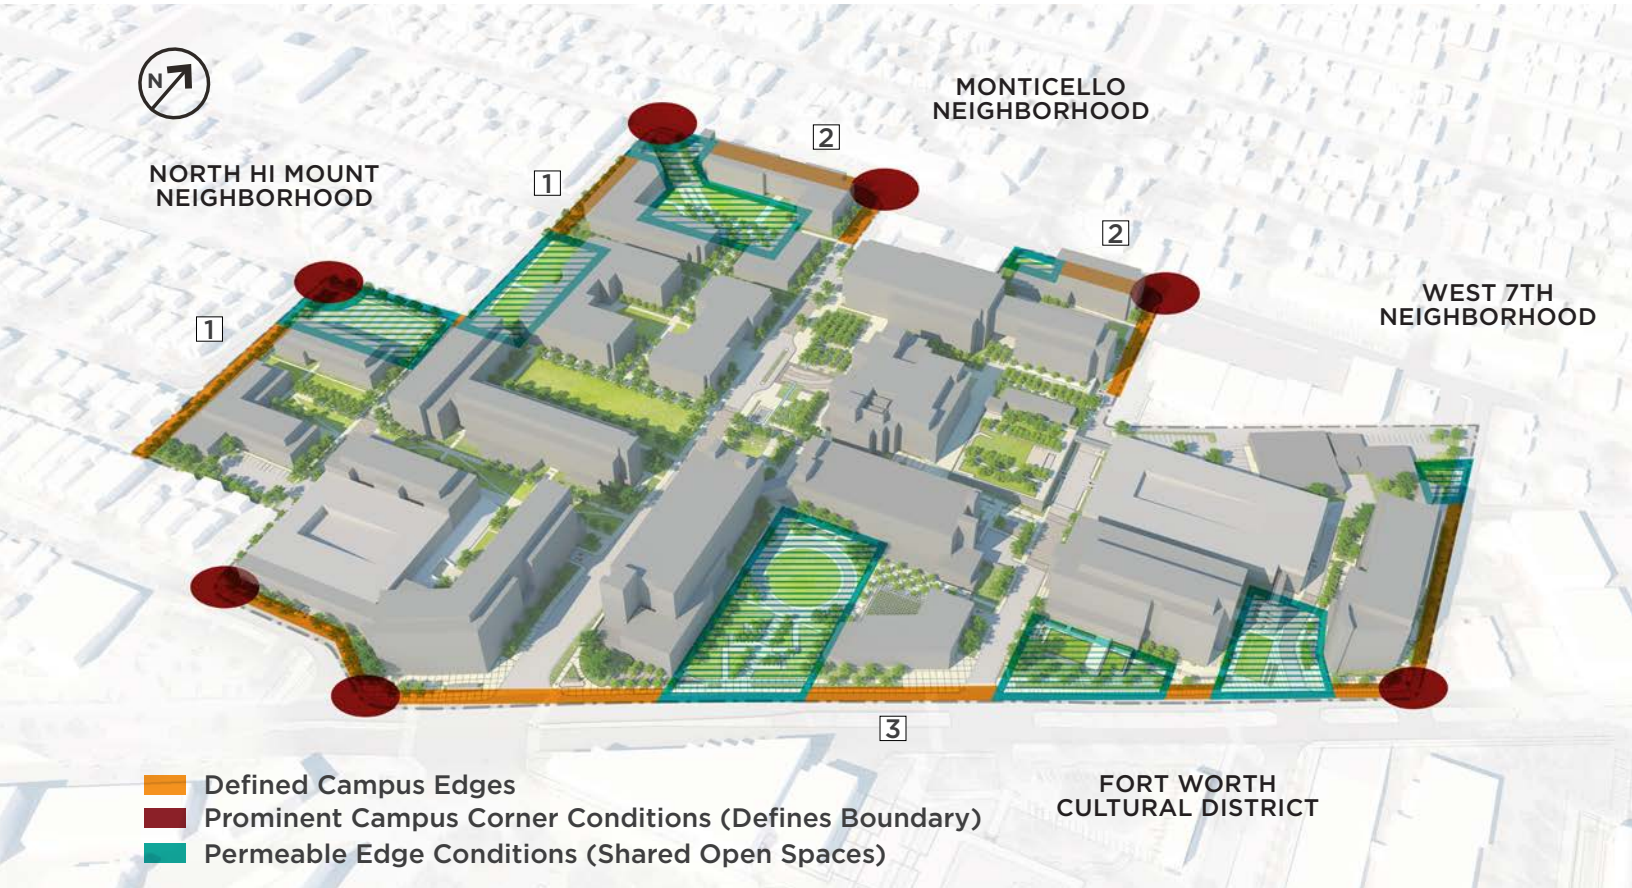 N
MONTICELLO
NEIGHBORHOOD
2
NORTH HI MOUNT
NEIGHBORHOOD
1
2
WEST 7TH
NEIGHBORHOOD
1
3
Defined Campus Edges
Prominent Campus Corner Conditions (Defines Boundary)
Permeable Edge Conditions (Shared Open Spaces)
FORT WORTH
CULTURAL DISTRICT